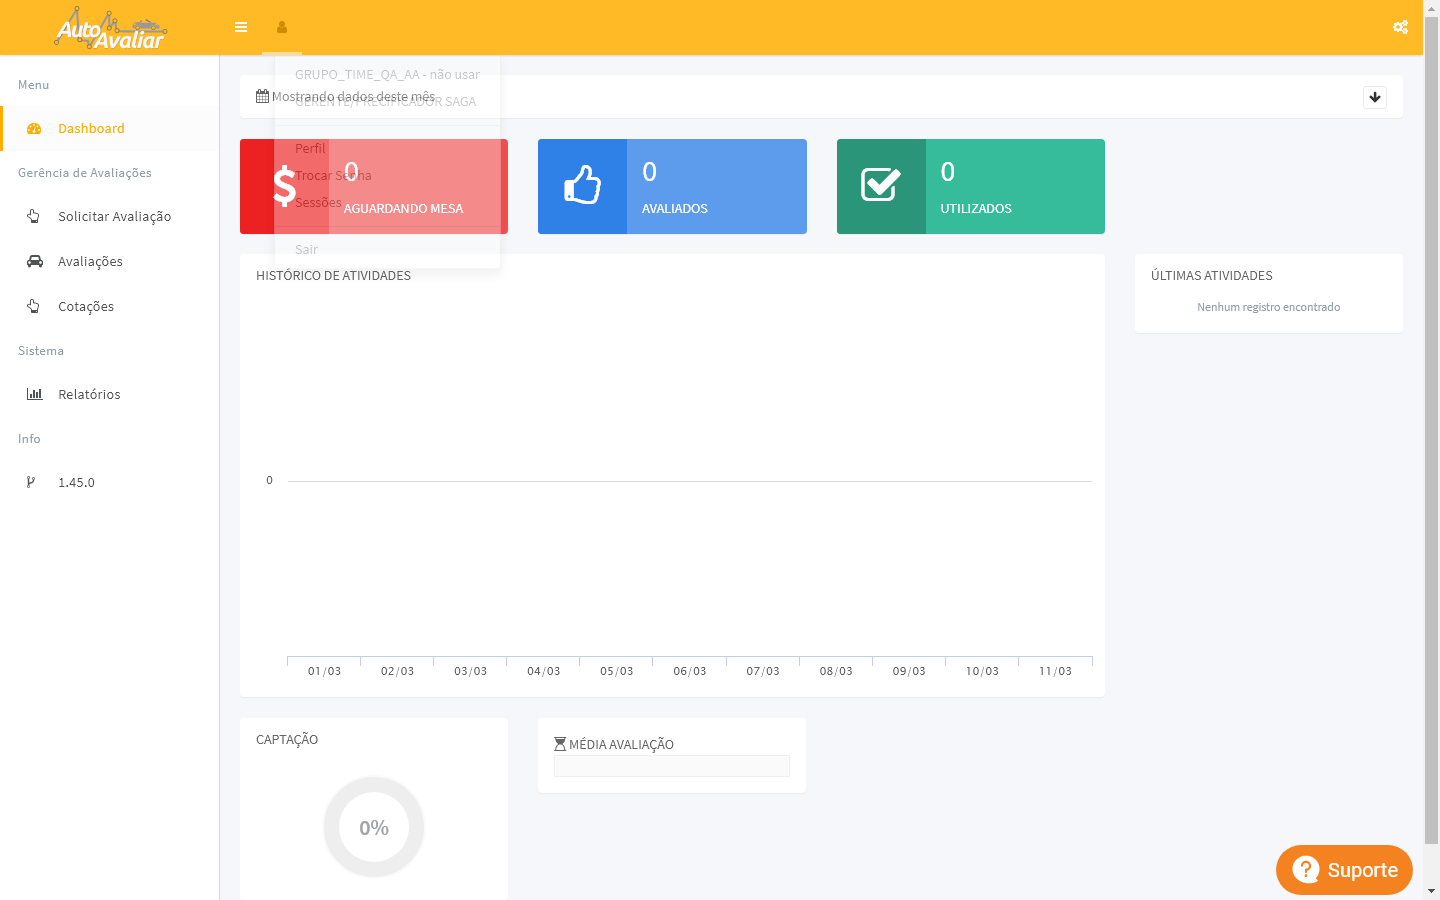 AutoAvaliar
Menu
Dashboard
Gerência de Avaliações
Solicitar Avaliação
Avaliações
Cotações
Sistema
Relatórios
Info
1.45.0
GRUPO_TIME_QA_AA - não usar
GERENTE/PRECIFICADOR SAGA
Perfil
Trocar Senha
Sessões
Sair
Mostrando dados deste mês
0
AGUARDANDO MESA
0
AVALIADOS
0
UTILIZADOS
HISTÓRICO DE ATIVIDADES
0
01/03 02/03 03/03 04/03 05/03 06/03 07/03 08/03 09/03 10/03 11/03
ÚLTIMAS ATIVIDADES
Nenhum registro encontrado
CAPTAÇÃO
0%
MÉDIA AVALIAÇÃO
Suporte